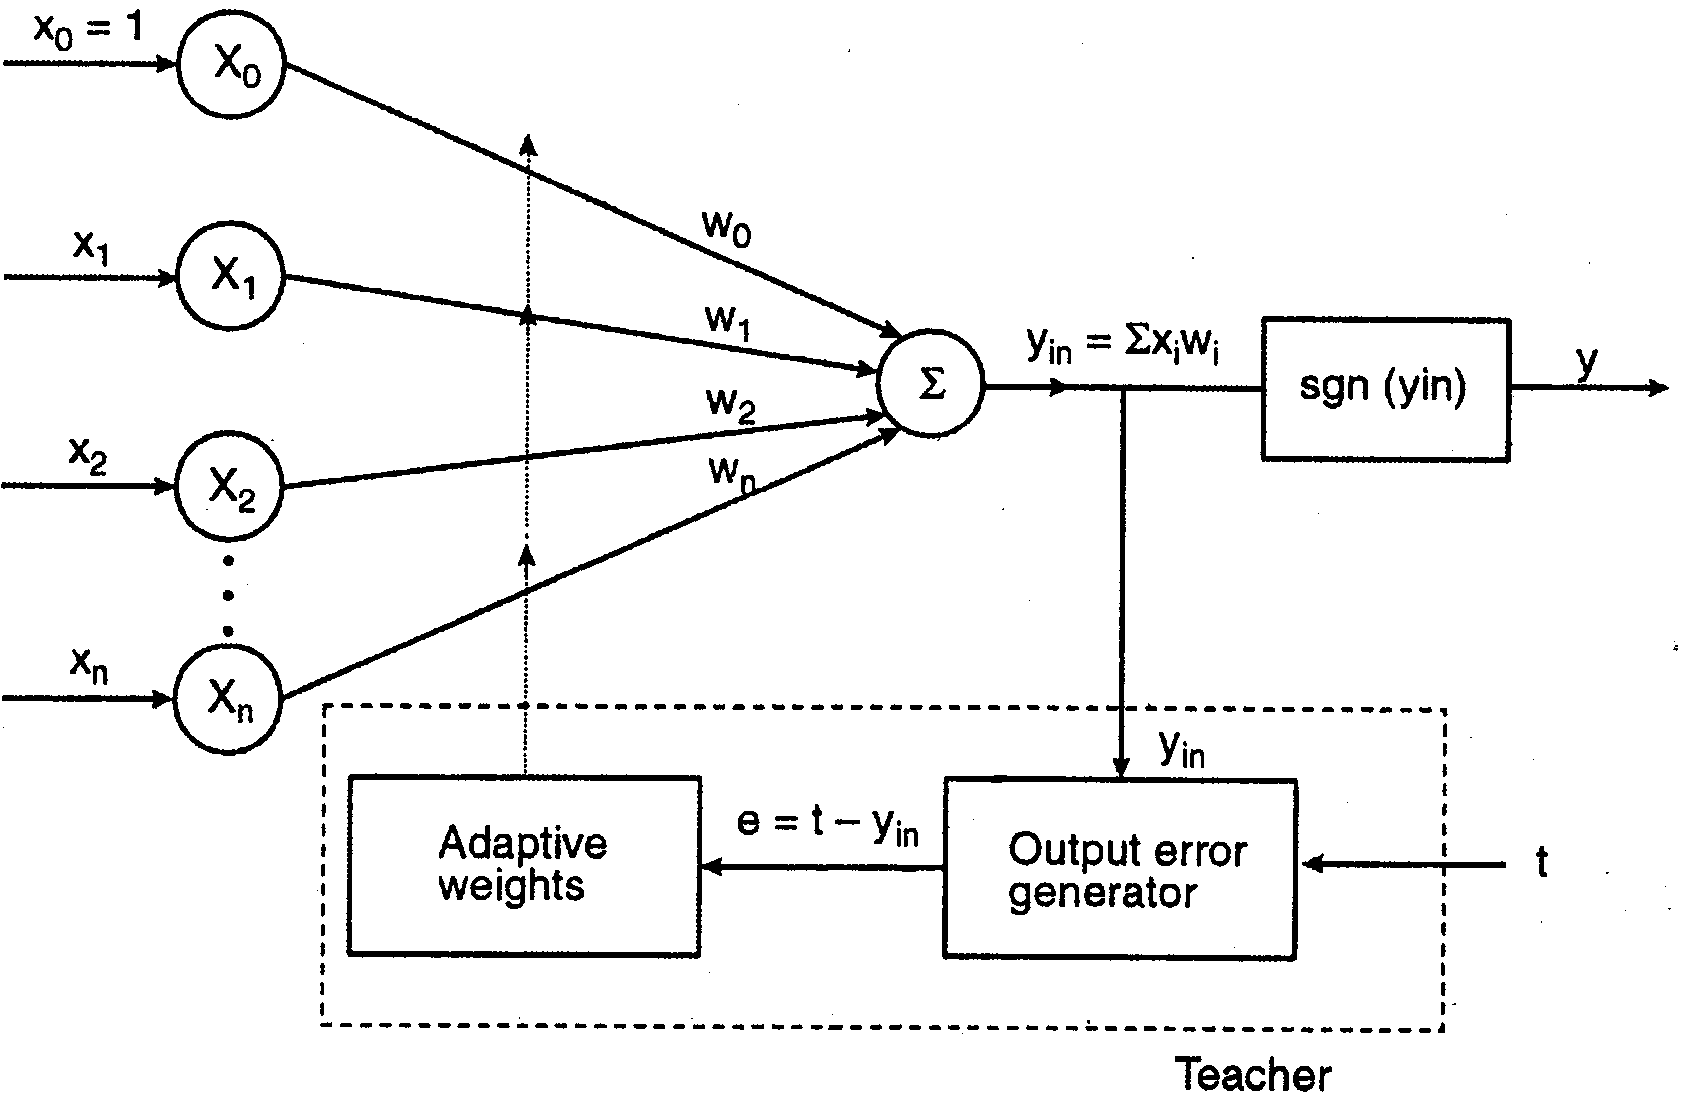 x₀ = 1
X₀
w₀
x₁
X₁
w₁
yᵢₙ = Σxᵢwᵢ
Σ
sgn (yin)
y
w₂
x₂
X₂
wₙ
xₙ
Xₙ
yᵢₙ
Adaptive
weights
e = t – yᵢₙ
Output error
generator
t
Teacher